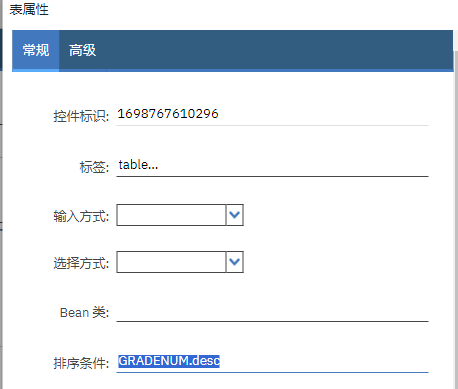 表属性
常规 高级
控件标识: 1698767610296
标签: table...
输入方式:
选择方式:
Bean 类:
排序条件: GRADENUM.desc